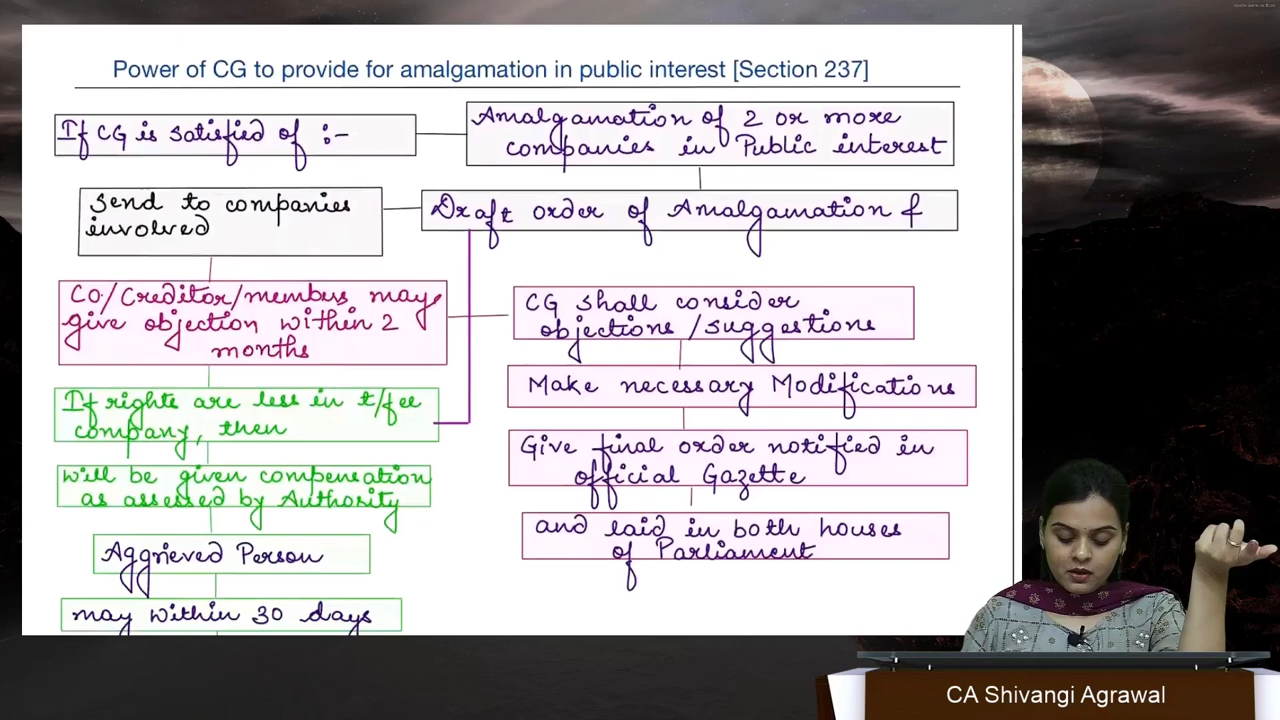 Power of CG to provide for amalgamation in public interest [Section 237]
If CG is satisfied of :-
Amalgamation of 2 or more
companies in Public interest
Send to companies
involved
Draft order of Amalgamation f
Co/Creditor/members may
give objection within 2
months
CG shall consider
objections/suggestions
If rights are less in t/fee
company, then
Make necessary Modifications
will be given compensation
as assessed by Authority
Give final order notified in
official Gazette
Aggrieved Person
and laid in both houses
of Parliament
may within 30 days
CA Shivangi Agrawal